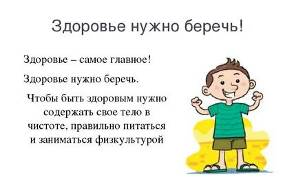 Здоровье нужно беречь!
Здоровье – самое главное!
Здоровье нужно беречь.
Чтобы быть здоровым нужно
содержать свое тело в
чистоте, правильно питаться
и заниматься физкультурой